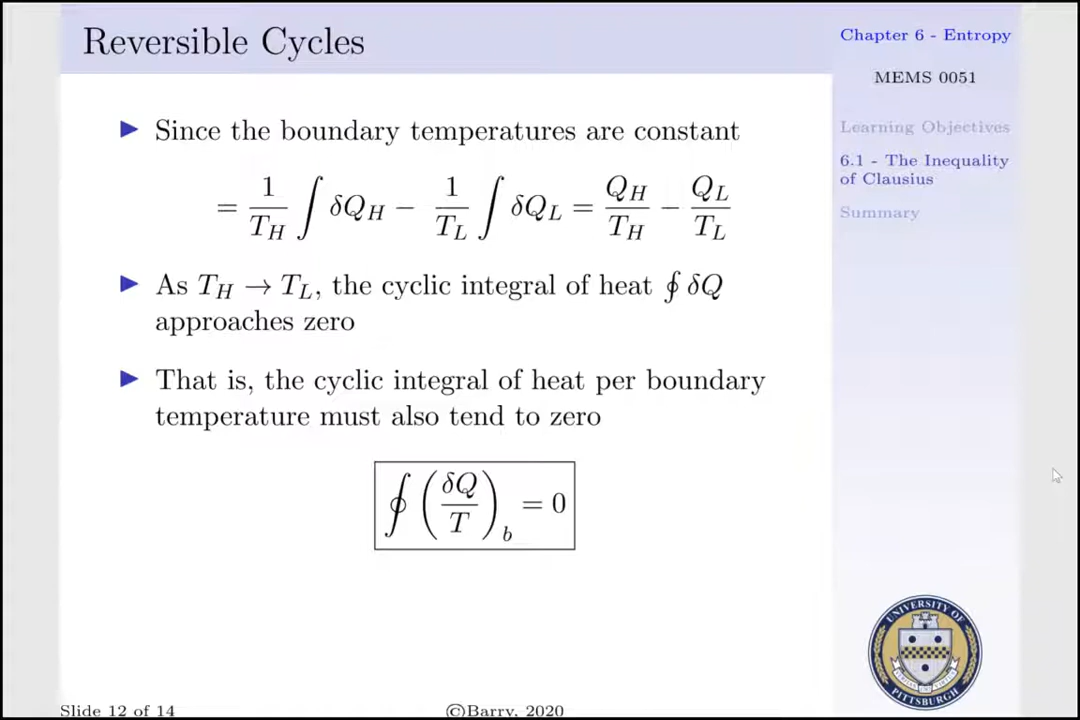 Reversible Cycles
Chapter 6 - Entropy
MEMS 0051
Learning Objectives
6.1 - The Inequality
of Clausius
Summary
▶ Since the boundary temperatures are constant
= 1/T_H ∫ δQ_H − 1/T_L ∫ δQ_L = Q_H/T_H − Q_L/T_L
▶ As T_H → T_L, the cyclic integral of heat ∮ δQ
approaches zero
▶ That is, the cyclic integral of heat per boundary
temperature must also tend to zero
∮ (δQ/T)_b = 0
UNIVERSITY OF
PITTSBURGH
Slide 12 of 14
©Barry, 2020